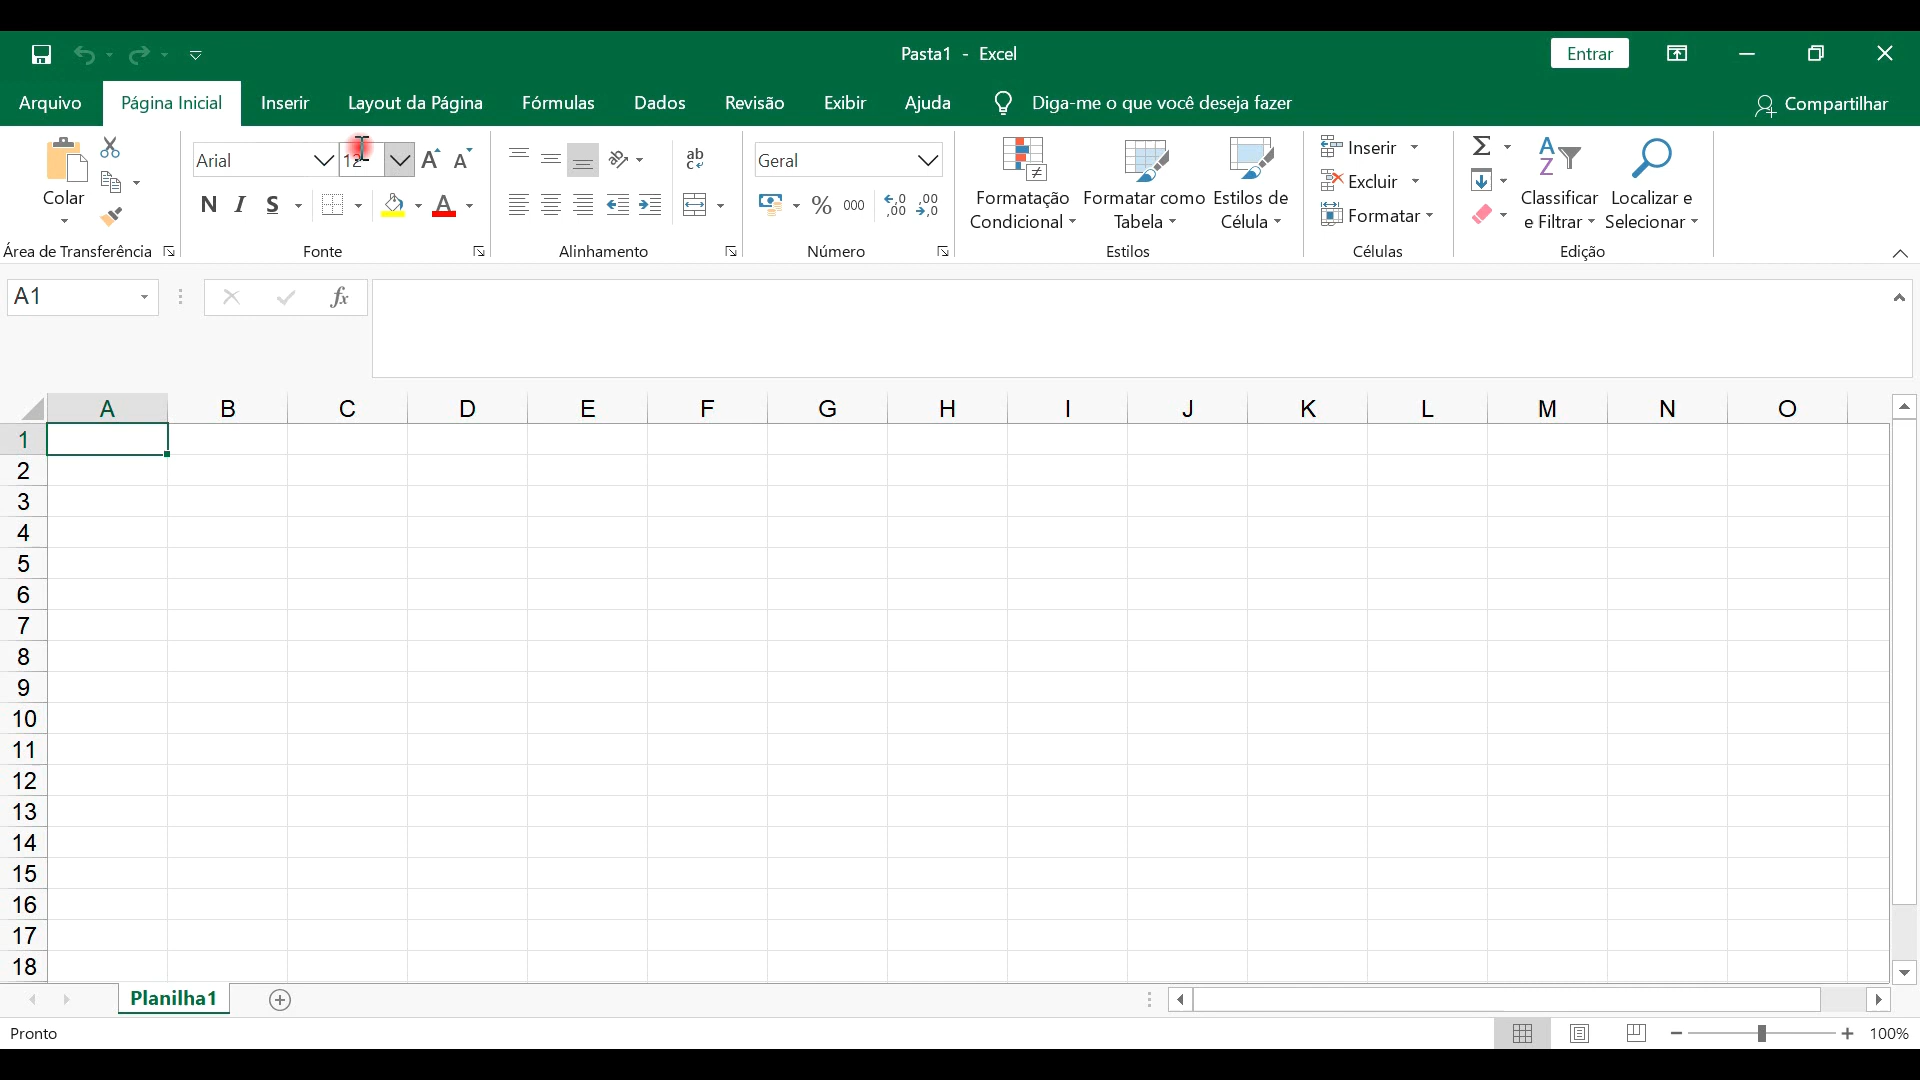 Pasta1 - Excel
Entrar
Arquivo Página Inicial Inserir Layout da Página Fórmulas Dados Revisão Exibir Ajuda Diga-me o que você deseja fazer Compartilhar
Colar
Área de Transferência
Arial 12
N I S A
Fonte
ab
c
Alinhamento
Geral
% 000 ,00
Número
Formatação Condicional
Formatar como Tabela
Estilos de Célula
Estilos
Inserir
Excluir
Formatar
Células
Σ
Classificar e Filtrar
Localizar e Selecionar
Edição
A1 fx
A B C D E F G H I J K L M N O
1
2
3
4
5
6
7
8
9
10
11
12
13
14
15
16
17
18
Planilha1
Pronto 100%